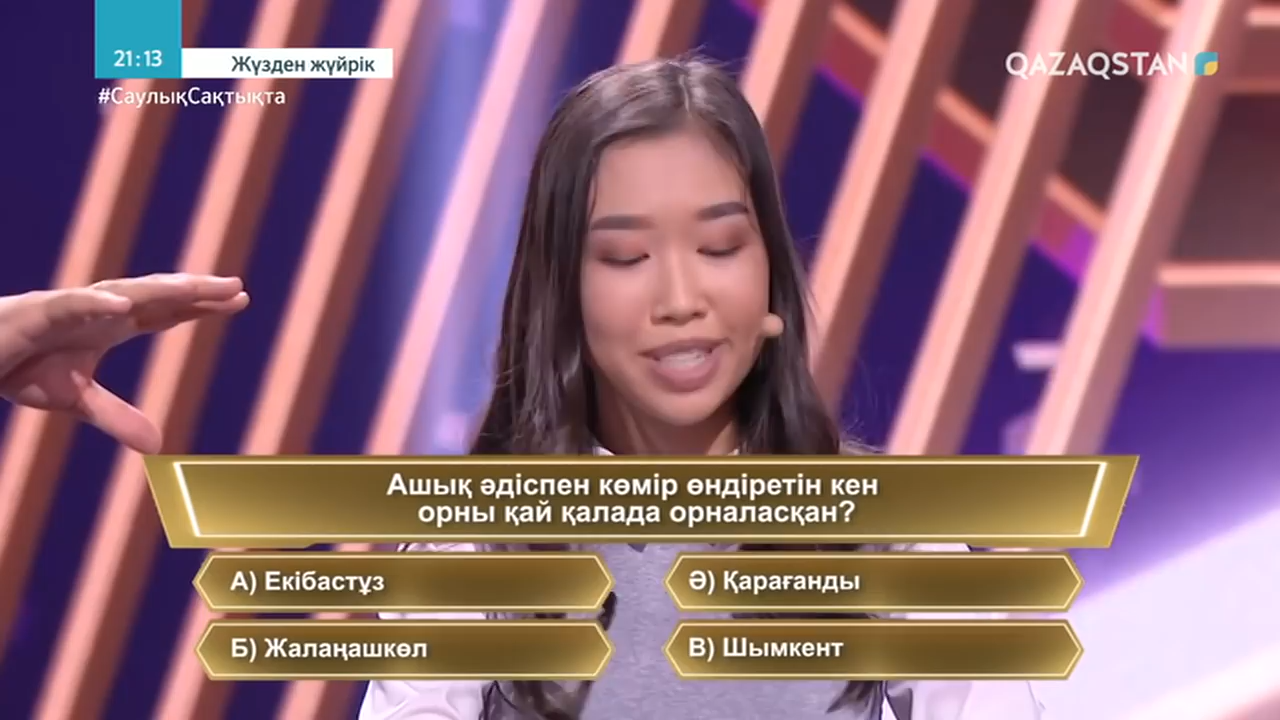 21:13
Жүзден жүйрік
#СаулықСақтықта
QAZAQSTAN
Ашық әдіспен көмір өндіретін кен
орны қай қалада орналасқан?
А) Екібастұз
Ә) Қарағанды
Б) Жалаңашкөл
В) Шымкент